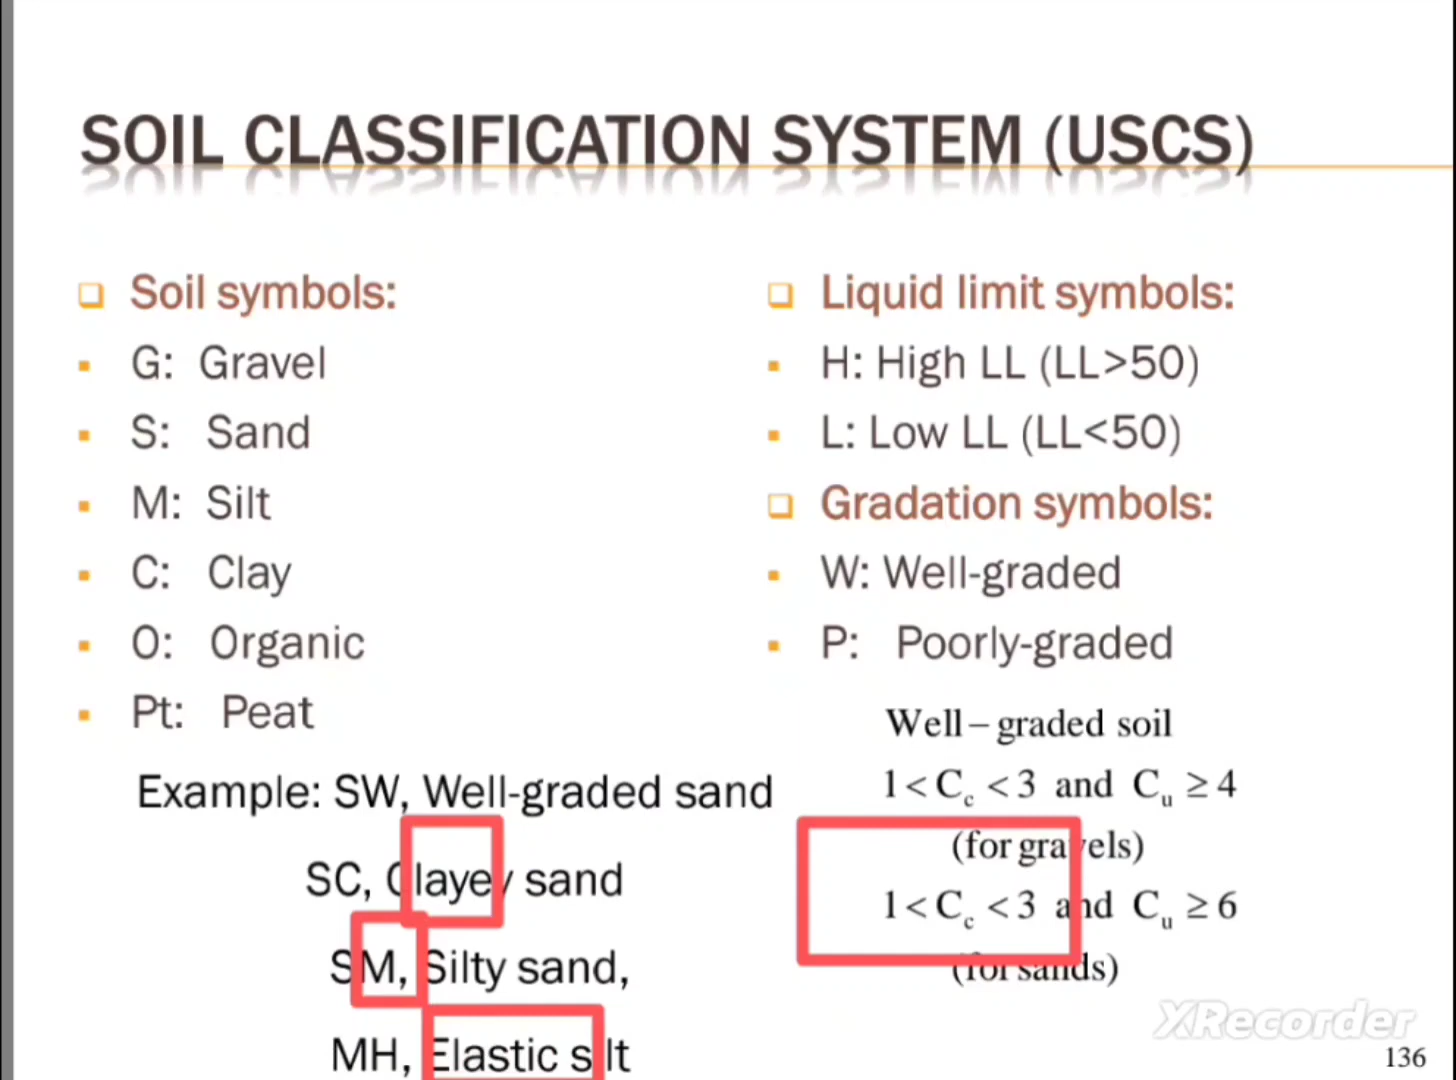 SOIL CLASSIFICATION SYSTEM (USCS)
Soil symbols:
G: Gravel
S: Sand
M: Silt
C: Clay
O: Organic
Pt: Peat
Example: SW, Well-graded sand
SC, Clayey sand
SM, Silty sand,
MH, Elastic silt
Liquid limit symbols:
H: High LL (LL>50)
L: Low LL (LL<50)
Gradation symbols:
W: Well-graded
P: Poorly-graded
Well – graded soil
1 < Cc < 3 and Cu ≥ 4
(for gravels)
1 < Cc < 3 and Cu ≥ 6
(for sands)
XRecorder
136